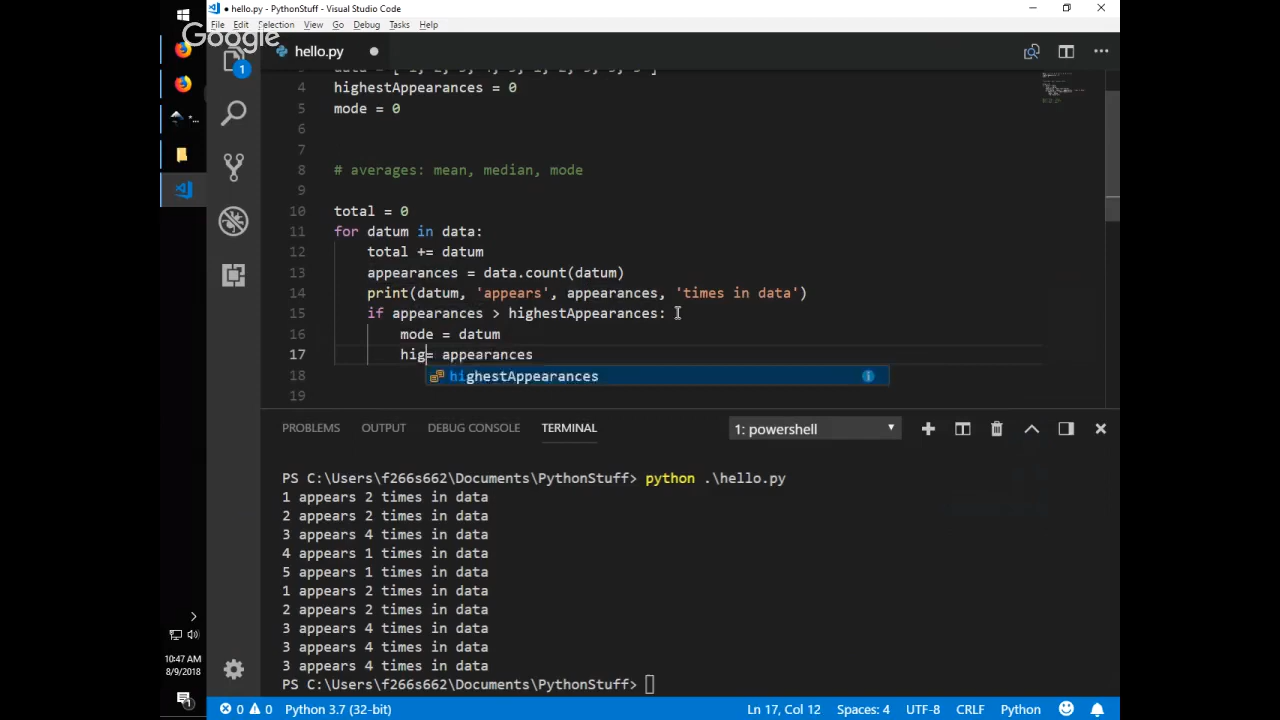 hello.py - PythonStuff - Visual Studio Code
File Edit Selection View Go Debug Tasks Help
Google
hello.py
1
4 highestAppearances = 0
5 mode = 0
6
7
8 # averages: mean, median, mode
9
10 total = 0
11 for datum in data:
12 total += datum
13 appearances = data.count(datum)
14 print(datum, 'appears', appearances, 'times in data')
15 if appearances > highestAppearances:
16 mode = datum
17 hig= appearances
highestAppearances
18
19
PROBLEMS OUTPUT DEBUG CONSOLE TERMINAL 1: powershell
PS C:\Users\f266s662\Documents\PythonStuff> python .\hello.py
1 appears 2 times in data
2 appears 2 times in data
3 appears 4 times in data
4 appears 1 times in data
5 appears 1 times in data
1 appears 2 times in data
2 appears 2 times in data
3 appears 4 times in data
3 appears 4 times in data
3 appears 4 times in data
PS C:\Users\f266s662\Documents\PythonStuff>
10:47 AM
8/9/2018
0 0 Python 3.7 (32-bit) Ln 17, Col 12 Spaces: 4 UTF-8 CRLF Python